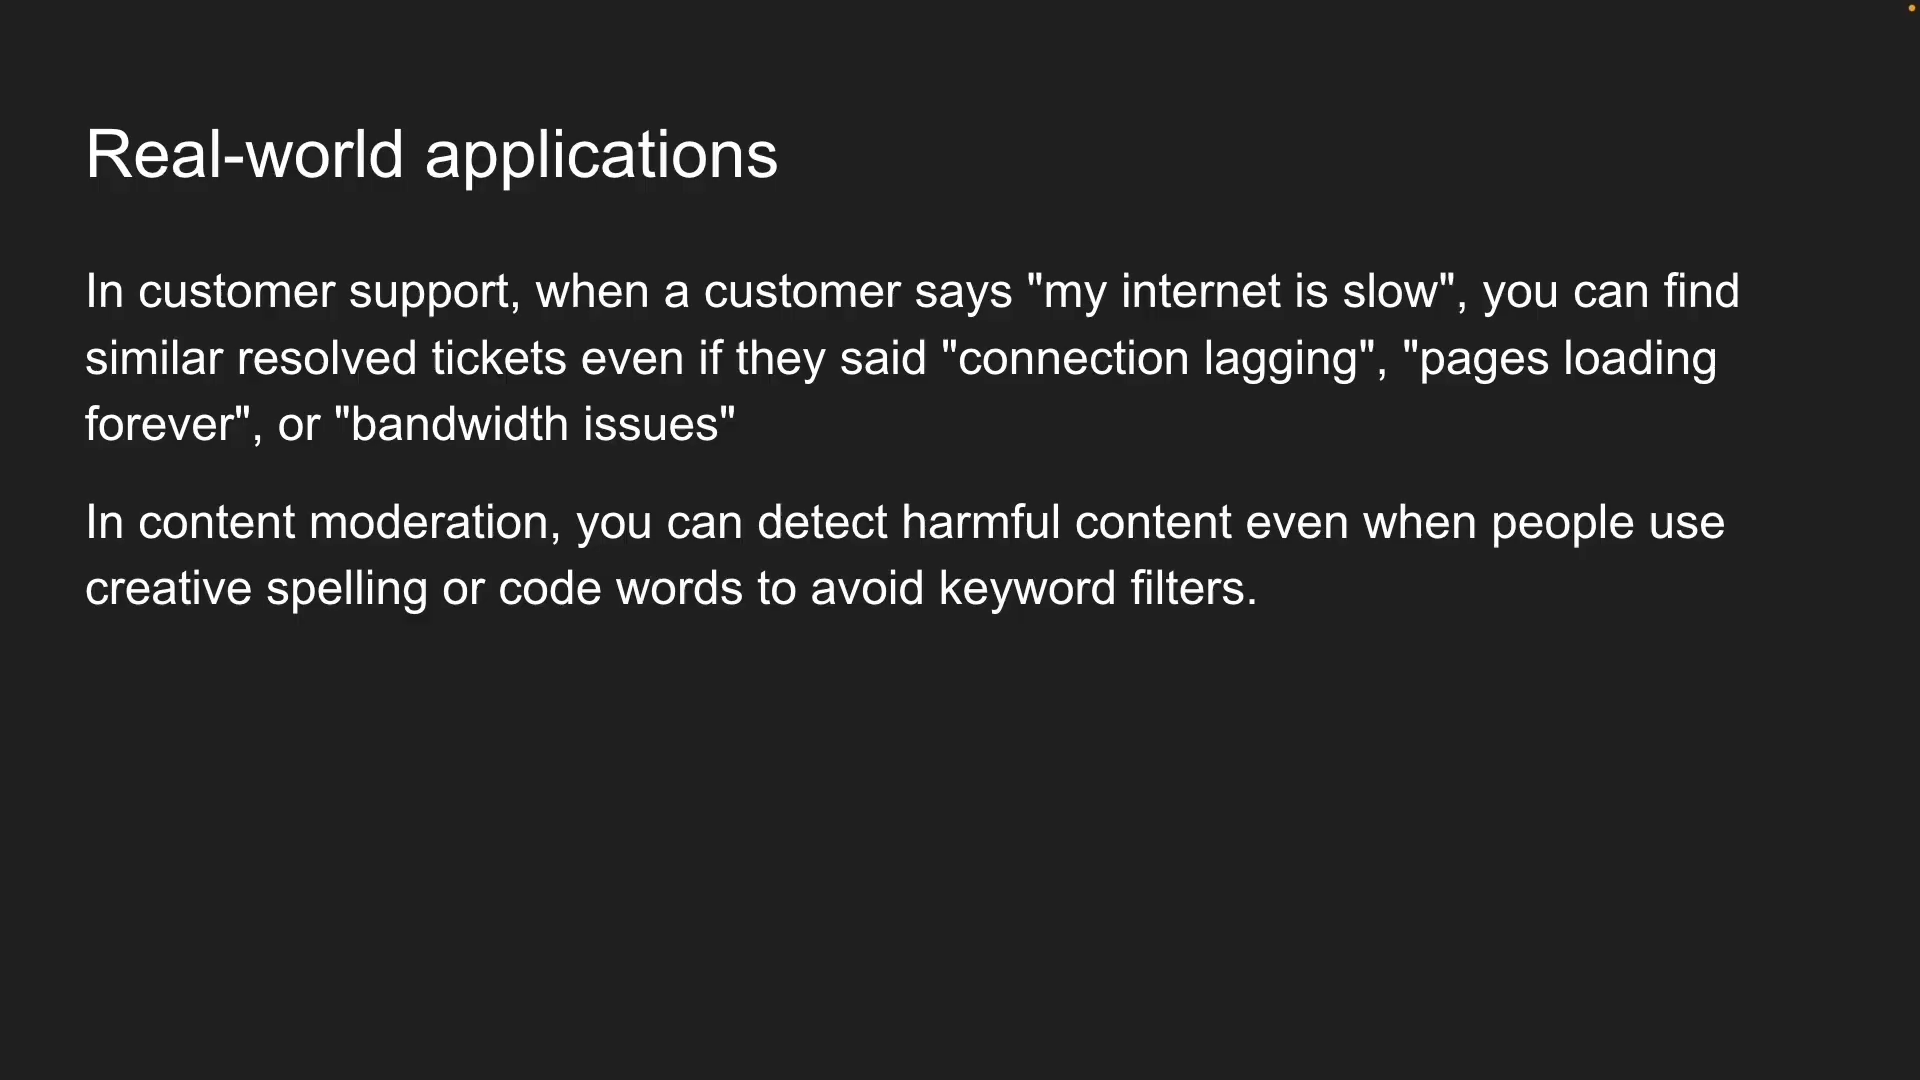 Real-world applications
In customer support, when a customer says "my internet is slow", you can find
similar resolved tickets even if they said "connection lagging", "pages loading
forever", or "bandwidth issues"
In content moderation, you can detect harmful content even when people use
creative spelling or code words to avoid keyword filters.